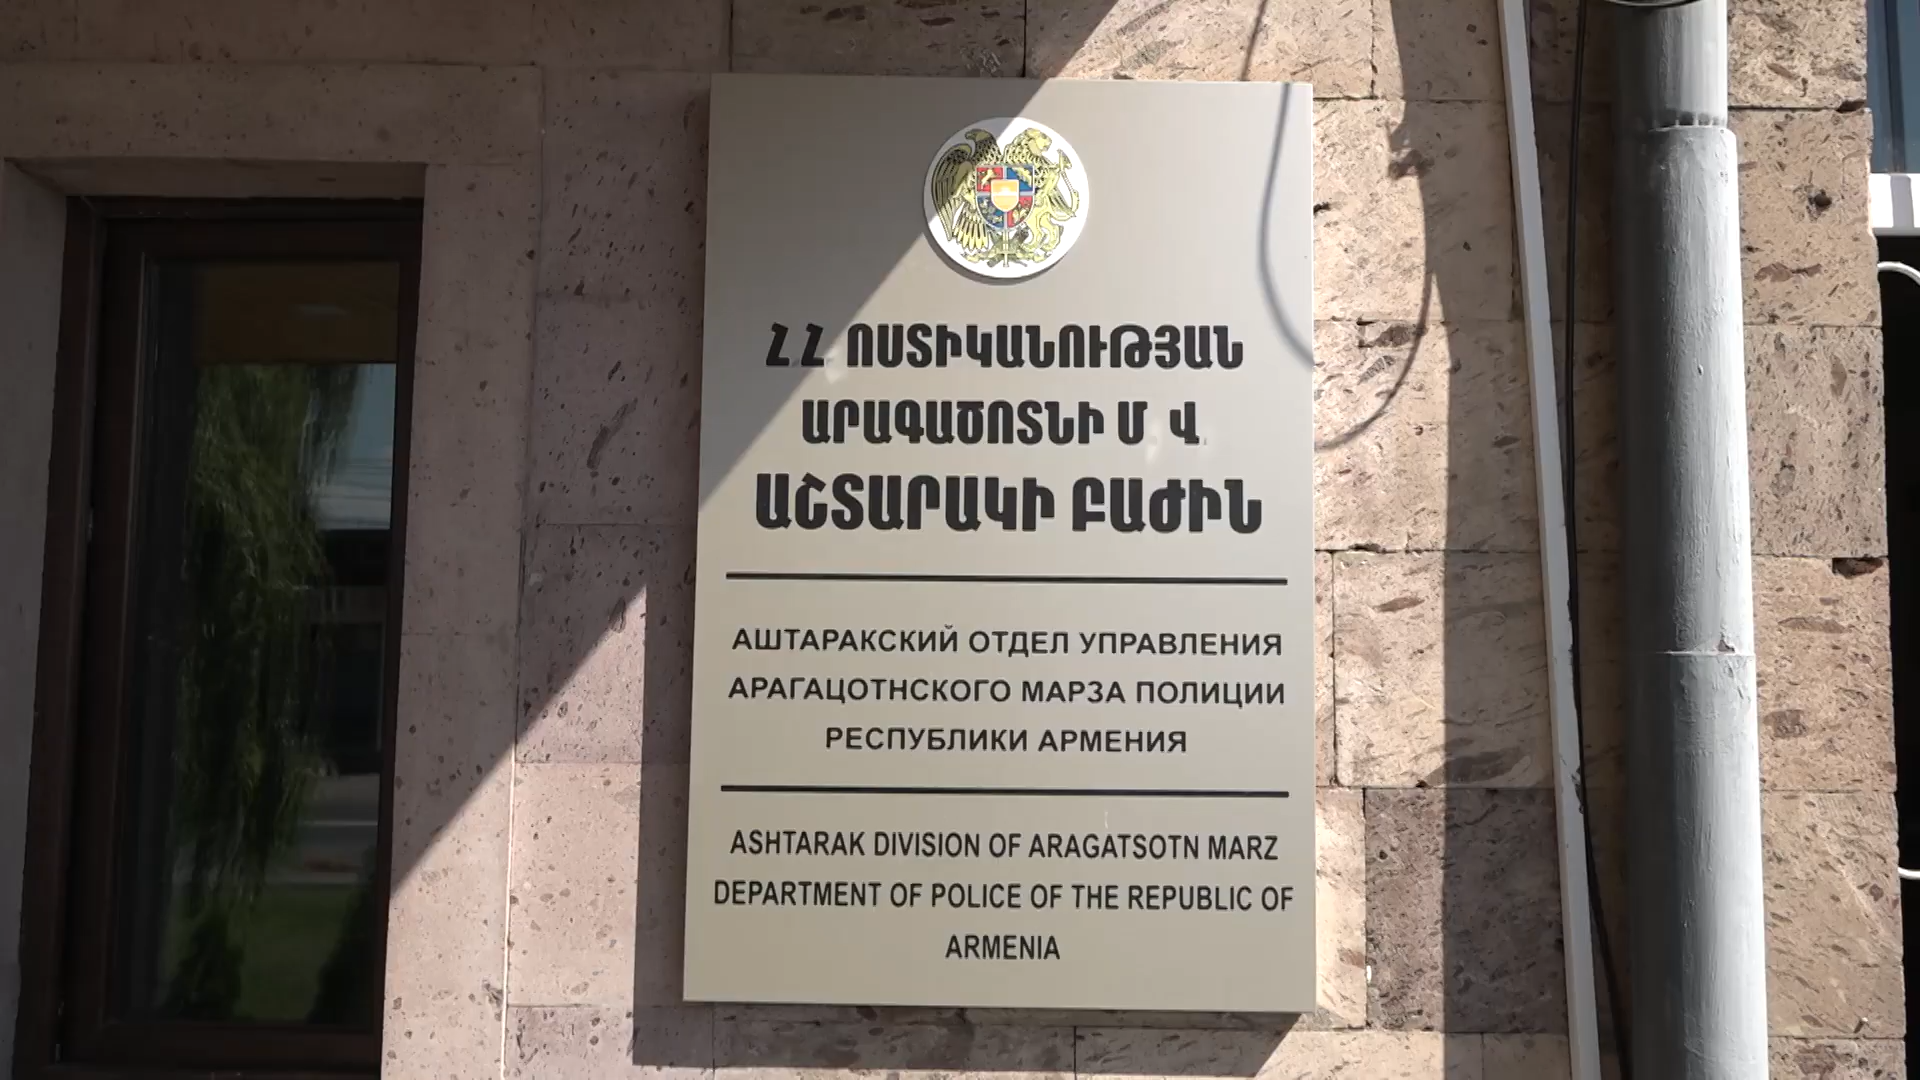 ՀՀ ՈՍՏԻԿԱՆՈՒԹՅԱՆ
ԱՐԱԳԱԾՈՏՆԻ Մ Վ
ԱՇՏԱՐԱԿԻ ԲԱԺԻՆ
АШТАРАКСКИЙ ОТДЕЛ УПРАВЛЕНИЯ
АРАГАЦОТНСКОГО МАРЗА ПОЛИЦИИ
РЕСПУБЛИКИ АРМЕНИЯ
ASHTARAK DIVISION OF ARAGATSOTN MARZ
DEPARTMENT OF POLICE OF THE REPUBLIC OF
ARMENIA